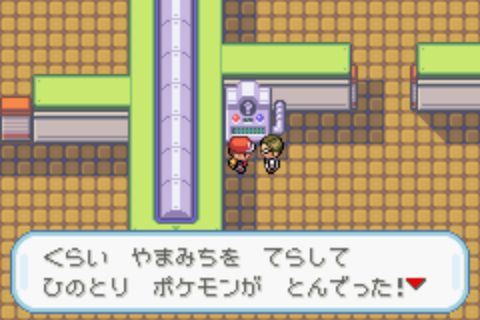 くらい　やまみちを　てらして
ひのとり　ポケモンが　とんでった!